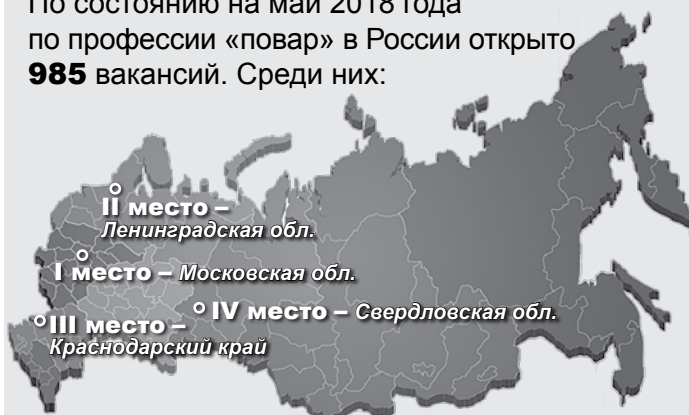 По состоянию на май 2018 года
по профессии «повар» в России открыто
985 вакансий. Среди них:
II место –
Ленинградская обл.
I место – Московская обл.
IV место – Свердловская обл.
III место –
Краснодарский край